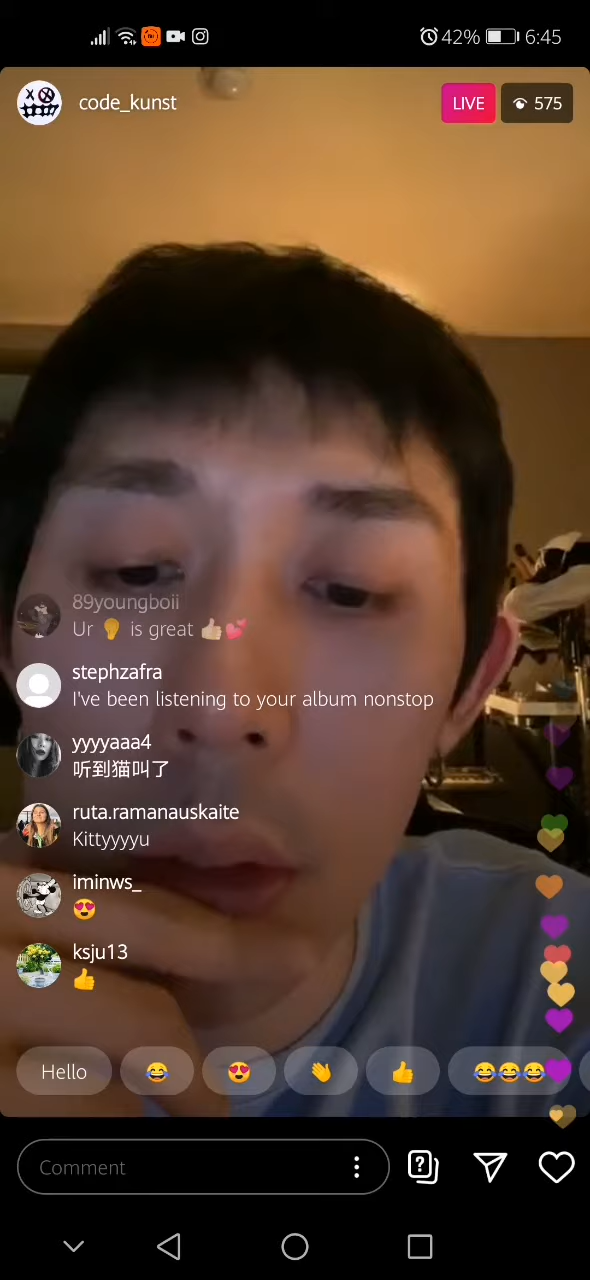 42% 6:45
code_kunst LIVE 575
89youngboii
Ur 💡 is great 👍🏻💕
stephzafra
I've been listening to your album nonstop
yyyyaaa4
听到猫叫了
ruta.ramanauskaite
Kittyyyyu
iminws_
😍
ksju13
👍
Hello 😂 😍 👋 👍 😂😂😂
Comment